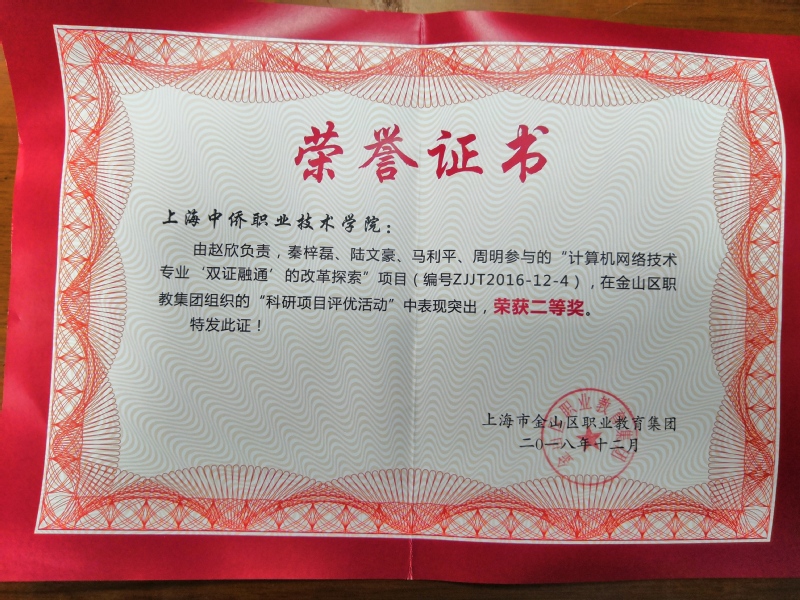 荣誉证书
上海中侨职业技术学院：
由赵欣负责，秦梓磊、陆文豪、马利平、周明参与的“计算机网络技术
专业‘双证融通’的改革探索”项目（编号ZJJT2016-12-4），在金山区职
教集团组织的“科研项目评优活动”中表现突出，荣获二等奖。
特发此证！
上海市金山区职业教育集团
二〇一八年十二月